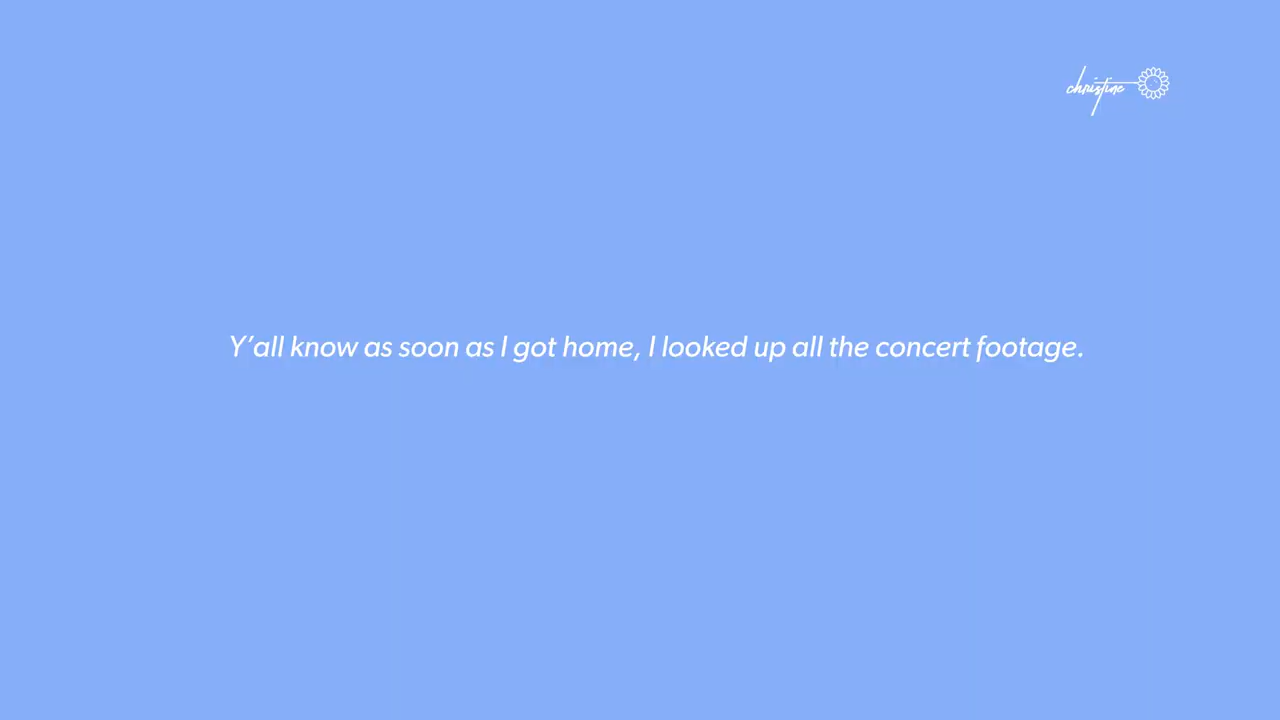 christine
Y’all know as soon as I got home, I looked up all the concert footage.